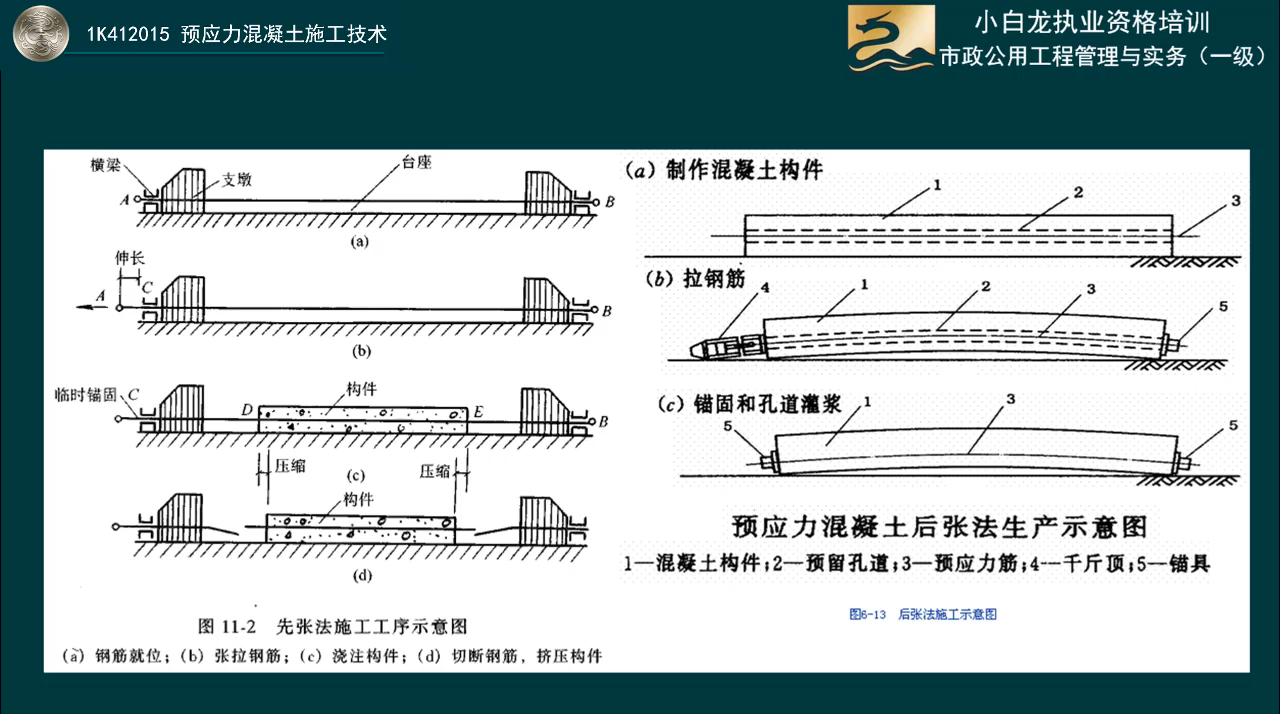 1K412015 预应力混凝土施工技术
小白龙执业资格培训
市政公用工程管理与实务（一级）
横梁
支墩
台座
A
B
(a)
伸长
C
A
B
(b)
临时锚固 C
构件
D
E
B
压缩
(c)
压缩
构件
(d)
图 11-2 先张法施工工序示意图
(a) 钢筋就位；(b) 张拉钢筋；(c) 浇注构件；(d) 切断钢筋，挤压构件
(a) 制作混凝土构件
1
2
3
(b) 拉钢筋
4
1
2
3
5
(c) 锚固和孔道灌浆
5
1
3
5
预应力混凝土后张法生产示意图
1—混凝土构件;2—预留孔道;3—预应力筋;4—千斤顶;5—锚具
图6-13 后张法施工示意图